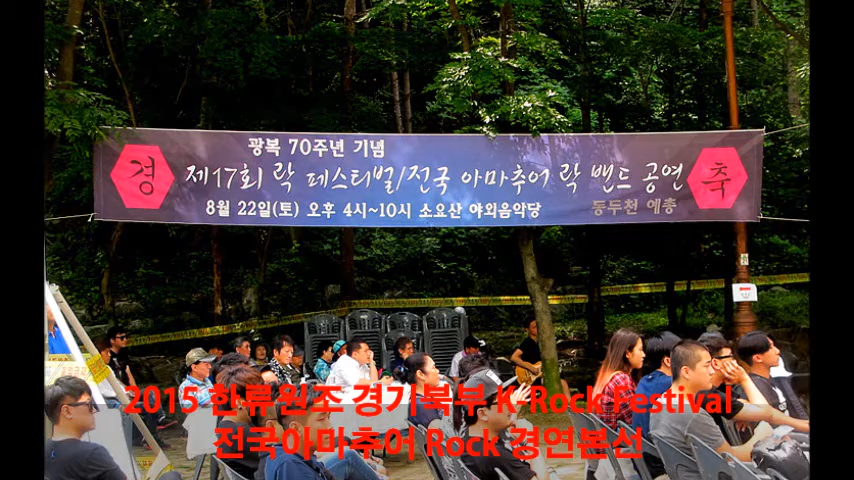 광복 70주년 기념
경 제17회 락 페스티벌/전국 아마추어 락 밴드 공연 축
8월 22일(토) 오후 4시~10시 소요산 야외음악당 동두천 예총
2015 한류원조 경기북부 K-Rock Festival
전국아마추어 Rock 경연본선